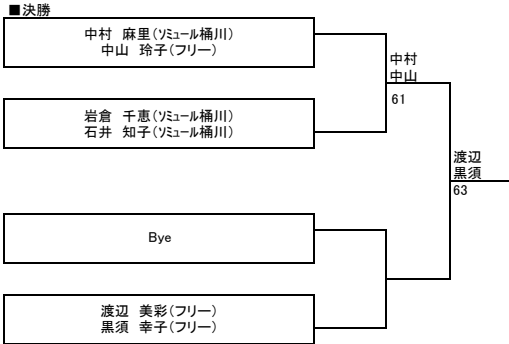 ■決勝
中村　麻里(ソミュール桶川)
中山　玲子(フリー)
中村
中山
61
岩倉　千恵(ソミュール桶川)
石井　知子(ソミュール桶川)
渡辺
黒須
63
Bye
渡辺　美彩(フリー)
黒須　幸子(フリー)